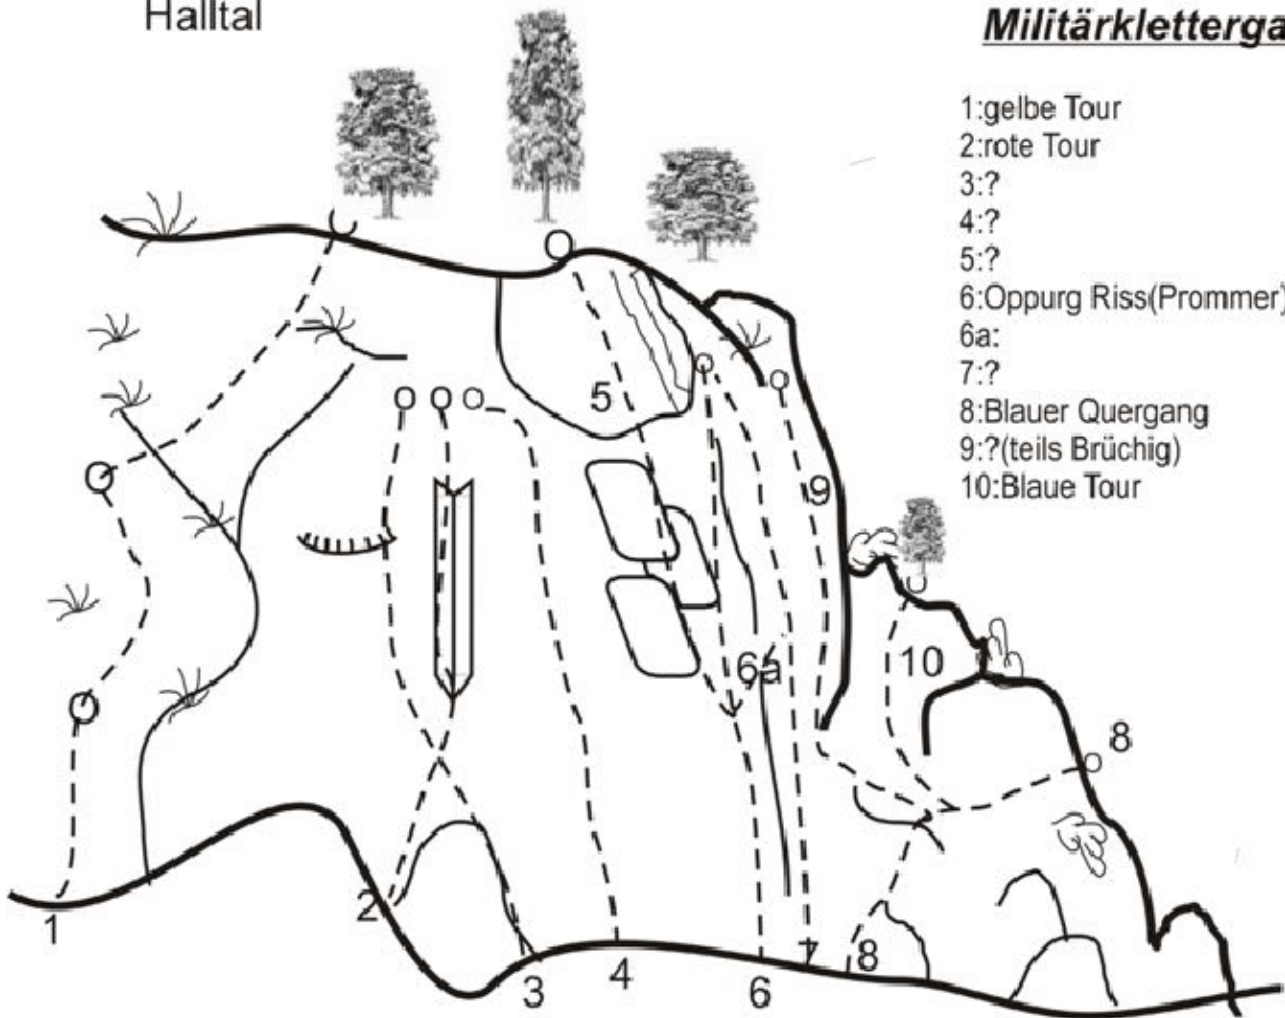 Halltal
Militärkletterga
1:gelbe Tour
2:rote Tour
3:?
4:?
5:?
6:Oppurg Riss(Prommer)
6a:
7:?
8:Blauer Quergang
9:?(teils Brüchig)
10:Blaue Tour
5
9
6a
10
8
1
2
3
4
6
7
8